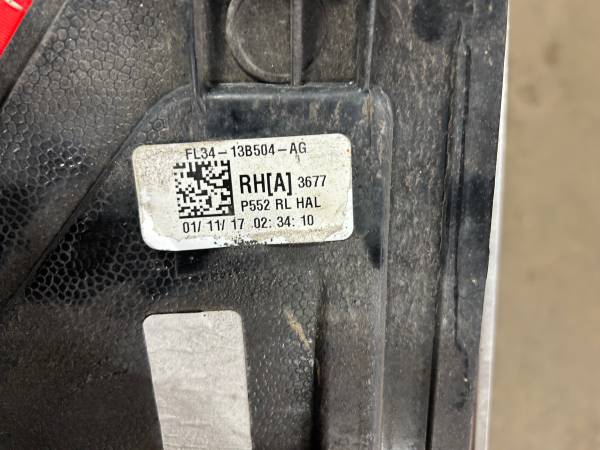 FL34-13B504-AG
RH[A] 3677
P552 RL HAL
01/ 11/ 17 02: 34: 10